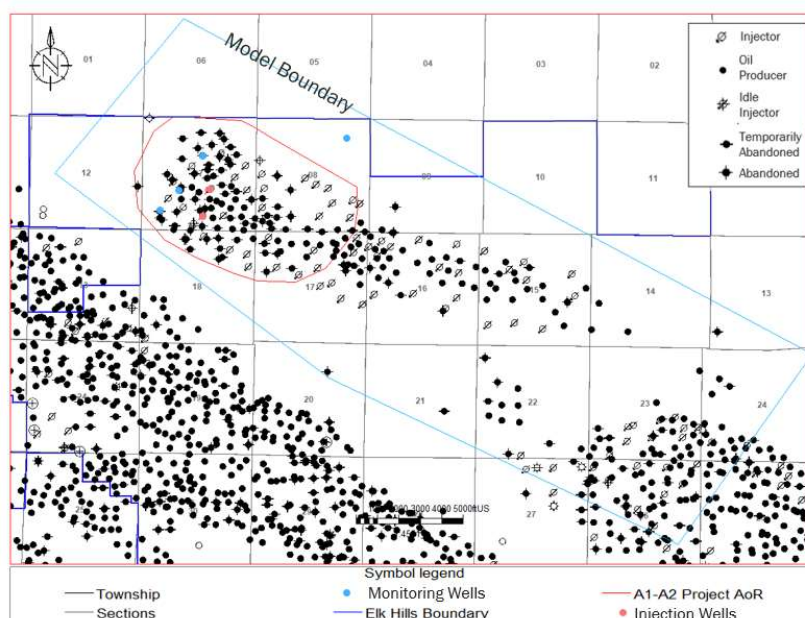 01
06
05
04
03
02
Model Boundary
Injector
Oil
Producer
Idle
Injector
Temporarily
Abandoned
Abandoned
N
12
08
09
10
11
18
17
16
15
14
13
20
21
22
23
24
27
Symbol legend
Township
Monitoring Wells
A1-A2 Project AoR
Sections
Elk Hills Boundary
Injection Wells